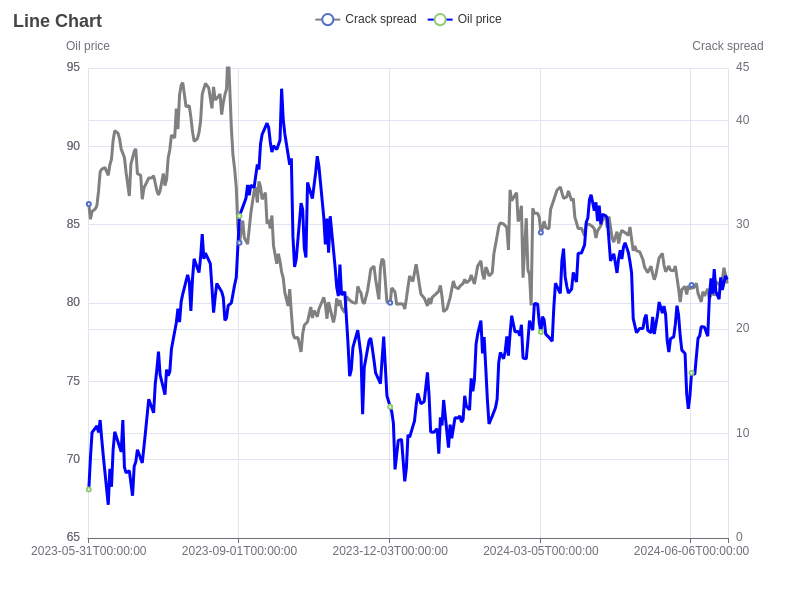 Line Chart
Crack spread
Oil price
Oil price
Crack spread
95
90
85
80
75
70
65
45
40
30
20
10
0
2023-05-31T00:00:00
2023-09-01T00:00:00
2023-12-03T00:00:00
2024-03-05T00:00:00
2024-06-06T00:00:00